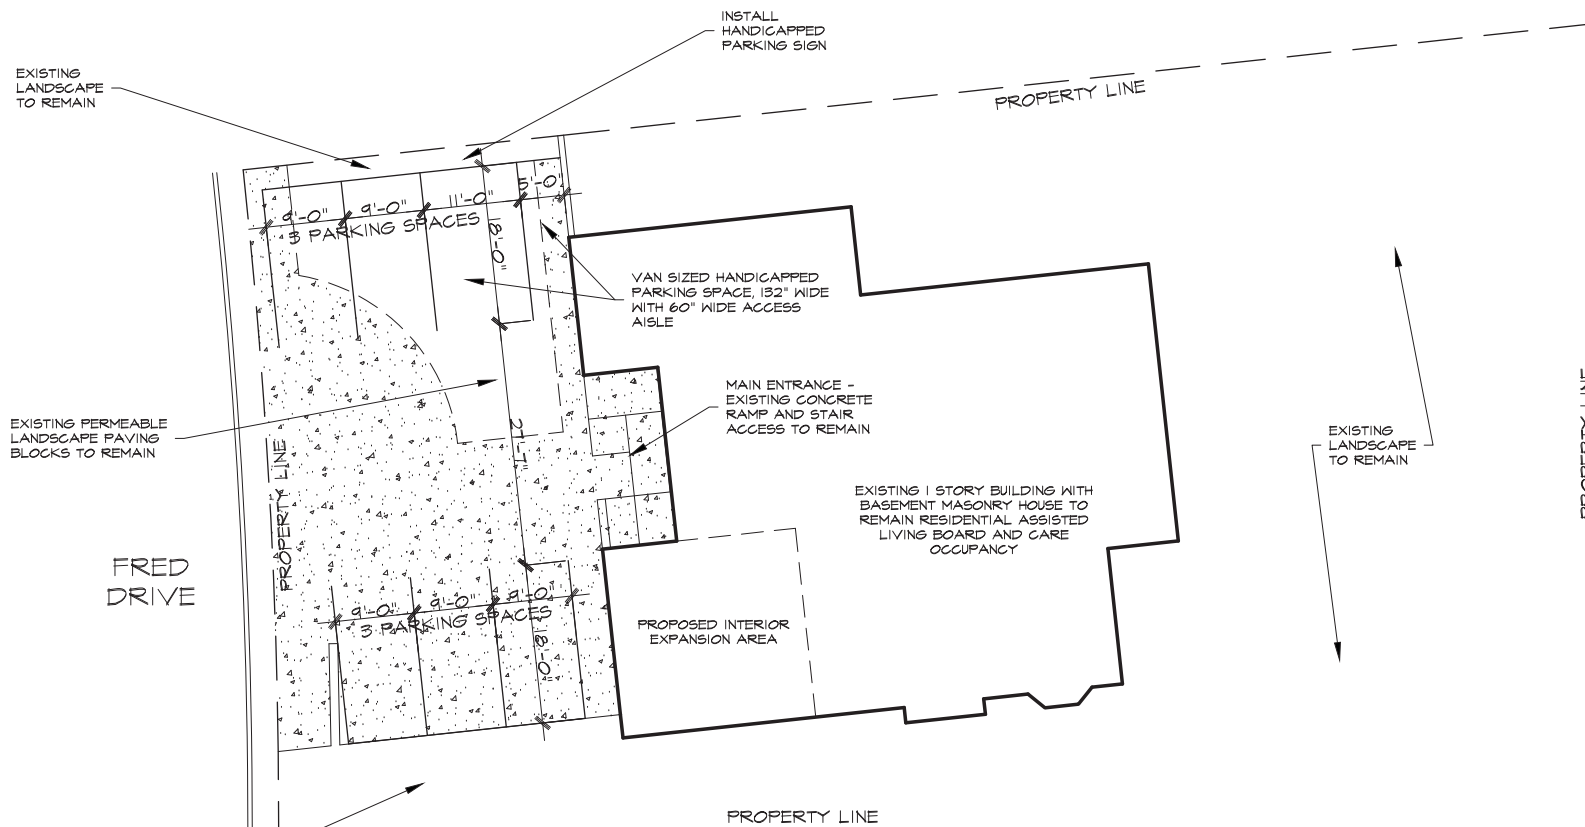 INSTALL
HANDICAPPED
PARKING SIGN
EXISTING
LANDSCAPE
TO REMAIN
PROPERTY LINE
9'-0"
9'-0"
11'-0"
5'-0"
3 PARKING SPACES
18'-0"
VAN SIZED HANDICAPPED
PARKING SPACE, 132" WIDE
WITH 60" WIDE ACCESS
AISLE
MAIN ENTRANCE -
EXISTING CONCRETE
RAMP AND STAIR
ACCESS TO REMAIN
EXISTING PERMEABLE
LANDSCAPE PAVING
BLOCKS TO REMAIN
27'-7"
PROPERTY LINE
EXISTING
LANDSCAPE
TO REMAIN
PROPERTY LINE
EXISTING 1 STORY BUILDING WITH
BASEMENT MASONRY HOUSE TO
REMAIN RESIDENTIAL ASSISTED
LIVING BOARD AND CARE
OCCUPANCY
FRED
DRIVE
9'-0"
9'-0"
9'-0"
3 PARKING SPACES
18'-0"
PROPOSED INTERIOR
EXPANSION AREA
PROPERTY LINE